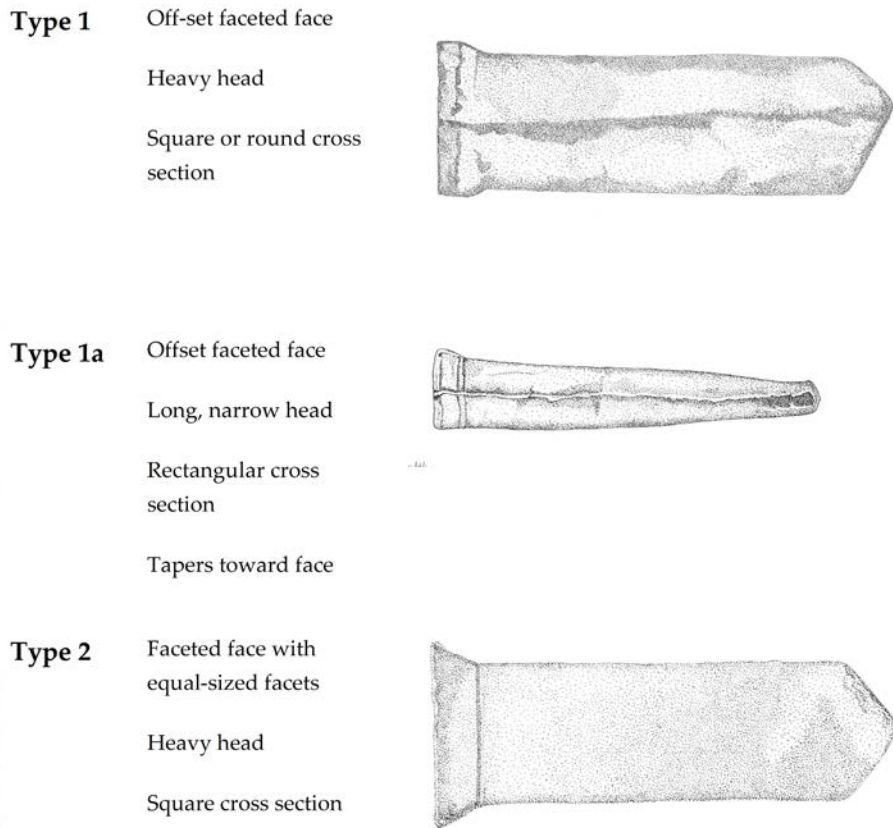 Type 1
Off-set faceted face
Heavy head
Square or round cross
section
Type 1a
Offset faceted face
Long, narrow head
Rectangular cross
section
Tapers toward face
Type 2
Faceted face with
equal-sized facets
Heavy head
Square cross section